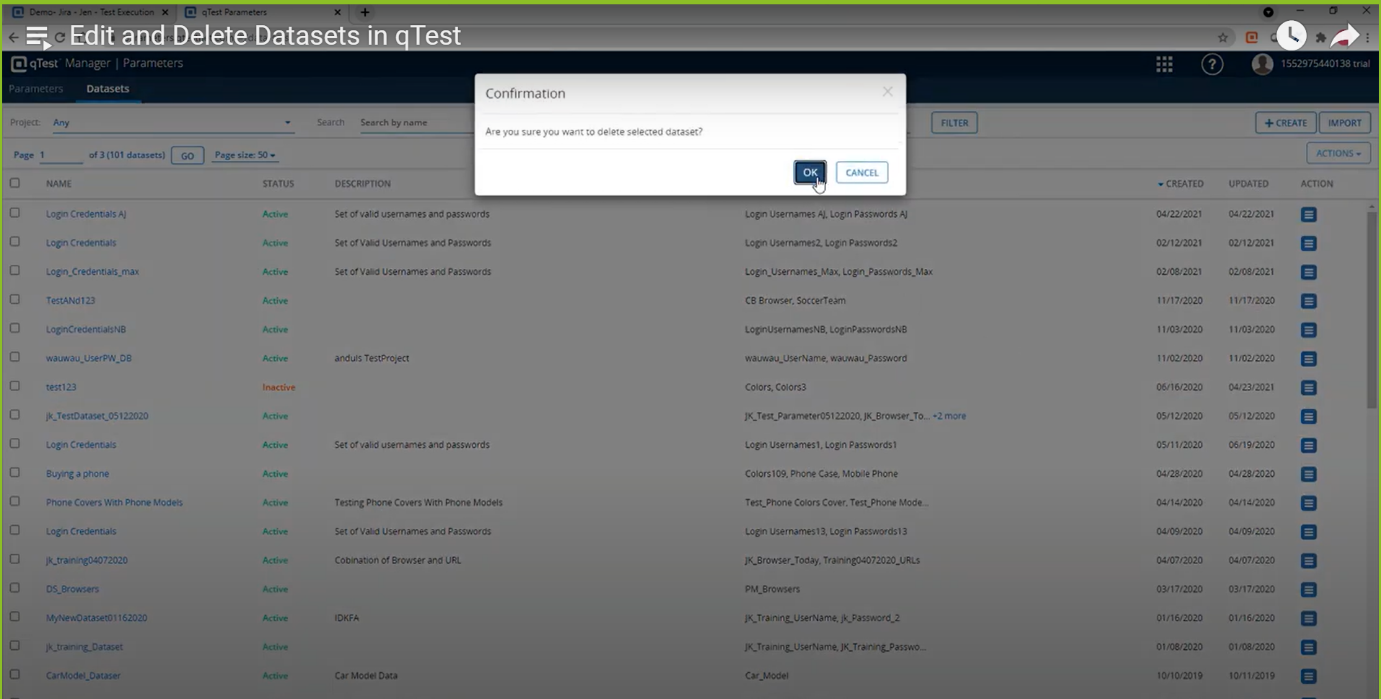 Demo- Jira - Jen - Test Execution
qTest Parameters
Edit and Delete Datasets in qTest
qTest Manager | Parameters
1552975440138 trial
Parameters Datasets
Project: Any Search Search by name FILTER + CREATE IMPORT
Page 1 of 3 (101 datasets) GO Page size: 50 ACTIONS
Confirmation
Are you sure you want to delete selected dataset?
OK CANCEL
NAME STATUS DESCRIPTION CREATED UPDATED ACTION
Login Credentials AJ Active Set of valid usernames and passwords Login Usernames AJ, Login Passwords AJ 04/22/2021 04/22/2021
Login Credentials Active Set of Valid Usernames and Passwords Login Usernames2, Login Passwords2 02/12/2021 02/12/2021
Login_Credentials_max Active Set of Valid Usernames and Passwords Login_Usernames_Max, Login_Passwords_Max 02/08/2021 02/08/2021
TestANd123 Active CB Browser, SoccerTeam 11/17/2020 11/17/2020
LoginCredentialsNB Active LoginUsernamesNB, LoginPasswordsNB 11/03/2020 11/03/2020
wauwau_UserPW_DB Active anduls TestProject wauwau_UserName, wauwau_Password 11/02/2020 11/02/2020
test123 Inactive Colors, Colors3 06/16/2020 04/23/2021
jk_TestDataset_05122020 Active JK_Test_Parameter05122020, JK_Browser_To... +2 more 05/12/2020 05/12/2020
Login Credentials Active Set of valid usernames and passwords Login Usernames1, Login Passwords1 05/11/2020 06/19/2020
Buying a phone Active Colors109, Phone Case, Mobile Phone 04/28/2020 04/28/2020
Phone Covers With Phone Models Active Testing Phone Covers With Phone Models Test_Phone Colors Cover, Test_Phone Mode... 04/14/2020 04/14/2020
Login Credentials Active Set of Valid Usernames and Passwords Login Usernames13, Login Passwords13 04/09/2020 04/09/2020
jk_training04072020 Active Cobination of Browser and URL JK_Browser_Today, Training04072020_URLs 04/07/2020 04/07/2020
DS_Browsers Active PM_Browsers 03/17/2020 03/17/2020
MyNewDataset01162020 Active IDKFA JK_Training_UserName, jk_Password_2 01/16/2020 01/16/2020
jk_training_Dataset Active JK_Training_UserName, JK_Training_Passwo... 01/08/2020 01/08/2020
CarModel_Dataser Active Car Model Data Car_Model 10/10/2019 10/11/2019